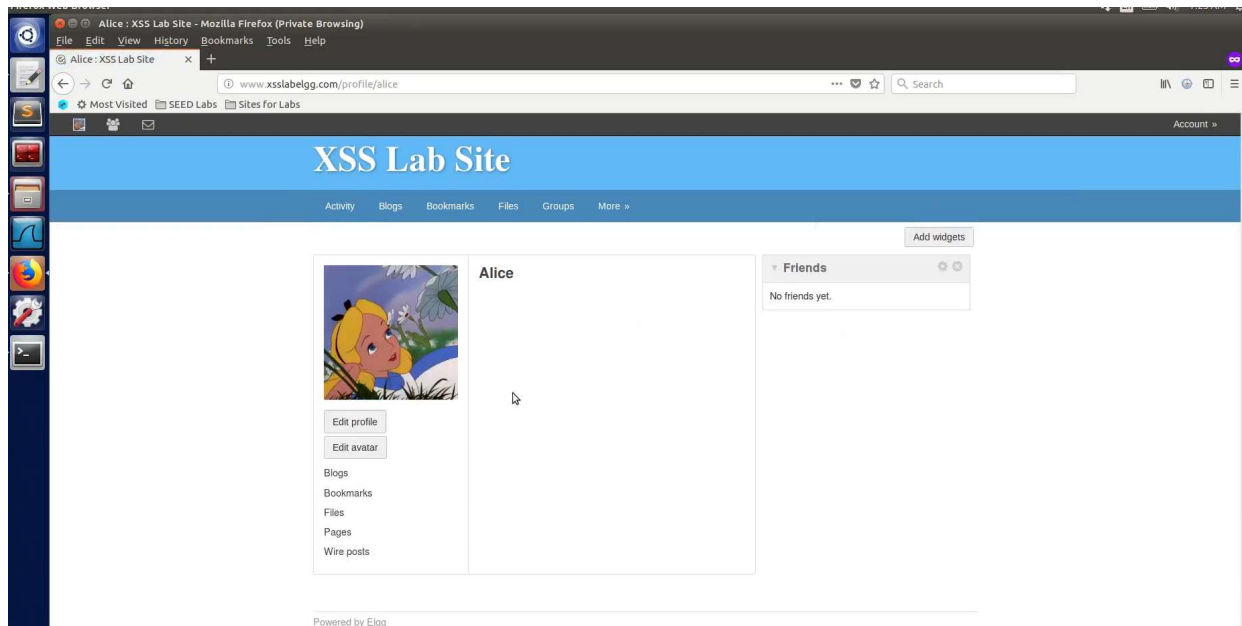 Alice : XSS Lab Site - Mozilla Firefox (Private Browsing)
File Edit View History Bookmarks Tools Help
Alice : XSS Lab Site × +
www.xsslabelgg.com/profile/alice
Search
Most Visited SEED Labs Sites for Labs
Account »
XSS Lab Site
Activity Blogs Bookmarks Files Groups More »
Add widgets
Alice
Friends
No friends yet.
Edit profile
Edit avatar
Blogs
Bookmarks
Files
Pages
Wire posts
Powered by Elgg